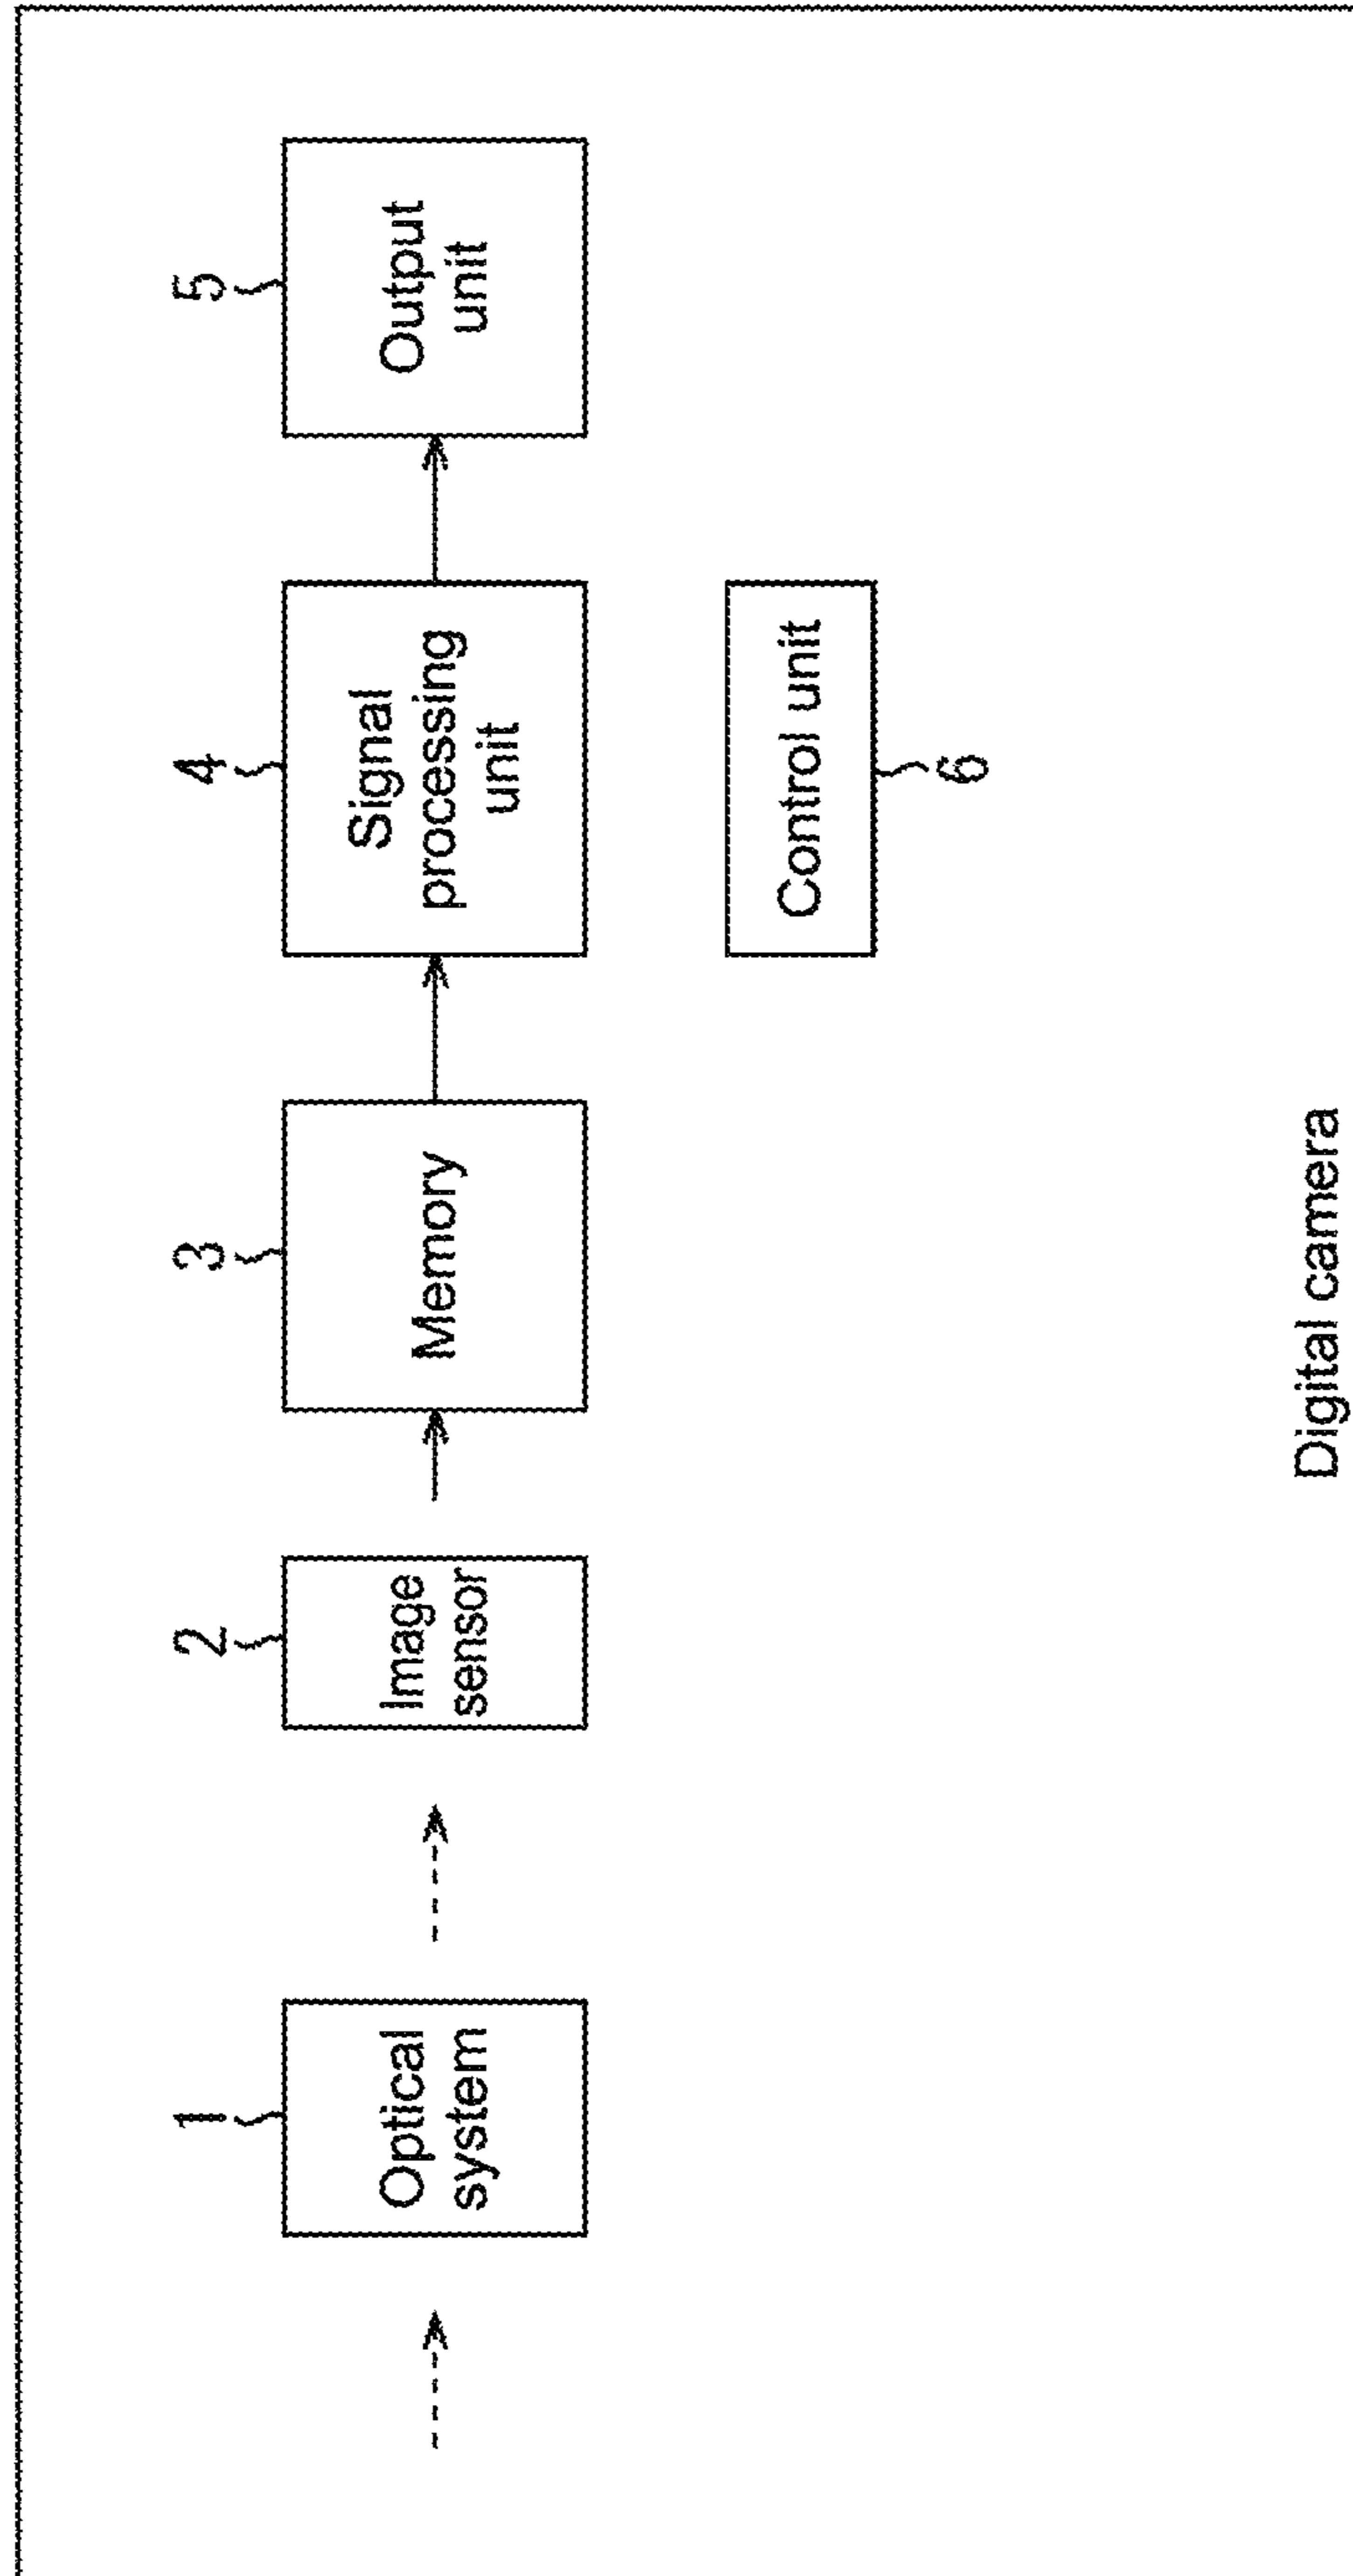 1
2
3
4
5
Optical
system
Image
sensor
Memory
Signal
processing
unit
Output
unit
Control unit
6
Digital camera